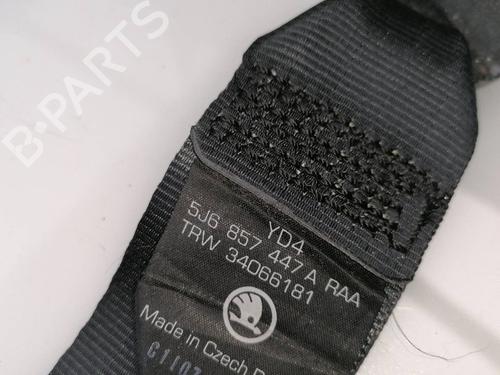 B-PARTS
YD4
5J6 857 447 A RAA
TRW 34066181
Made in Czech